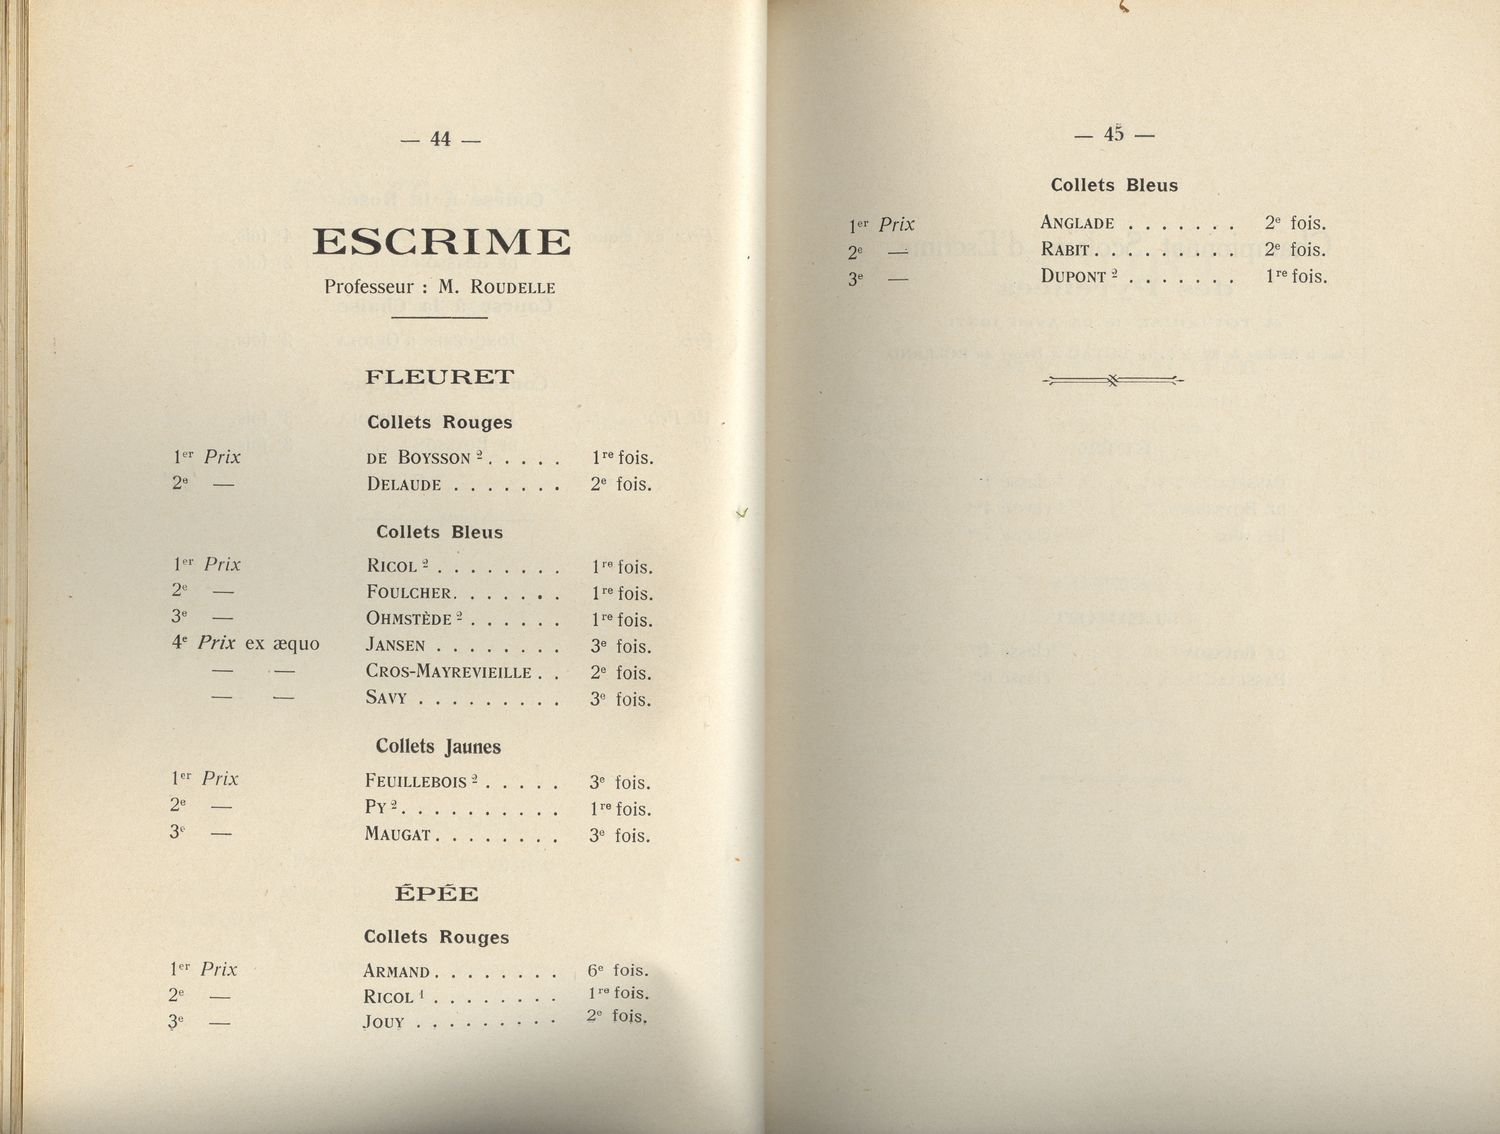 — 44 —
ESCRIME
Professeur : M. ROUDELLE
FLEURET
Collets Rouges
1er Prix DE BOYSSON 2. . . . . 1re fois.
2e — DELAUDE . . . . . . . 2e fois.
Collets Bleus
1er Prix RICOL 2 . . . . . . . . 1re fois.
2e — FOULCHER. . . . . . . 1re fois.
3e — OHMSTÈDE 2 . . . . . . 1re fois.
4e Prix ex æquo JANSEN . . . . . . . . 3e fois.
— — CROS-MAYREVIEILLE . . 2e fois.
— — SAVY . . . . . . . . . 3e fois.
Collets Jaunes
1er Prix FEUILLEBOIS 2 . . . . . 3e fois.
2e — PY 2. . . . . . . . . . 1re fois.
3e — MAUGAT. . . . . . . . 3e fois.
ÉPÉE
Collets Rouges
1er Prix ARMAND. . . . . . . . 6e fois.
2e — RICOL 1 . . . . . . . . 1re fois.
3e — JOUY . . . . . . . . . 2e fois.
— 45 —
Collets Bleus
1er Prix ANGLADE . . . . . . . 2e fois.
2e — RABIT. . . . . . . . . 2e fois.
3e — DUPONT 2 . . . . . . . 1re fois.